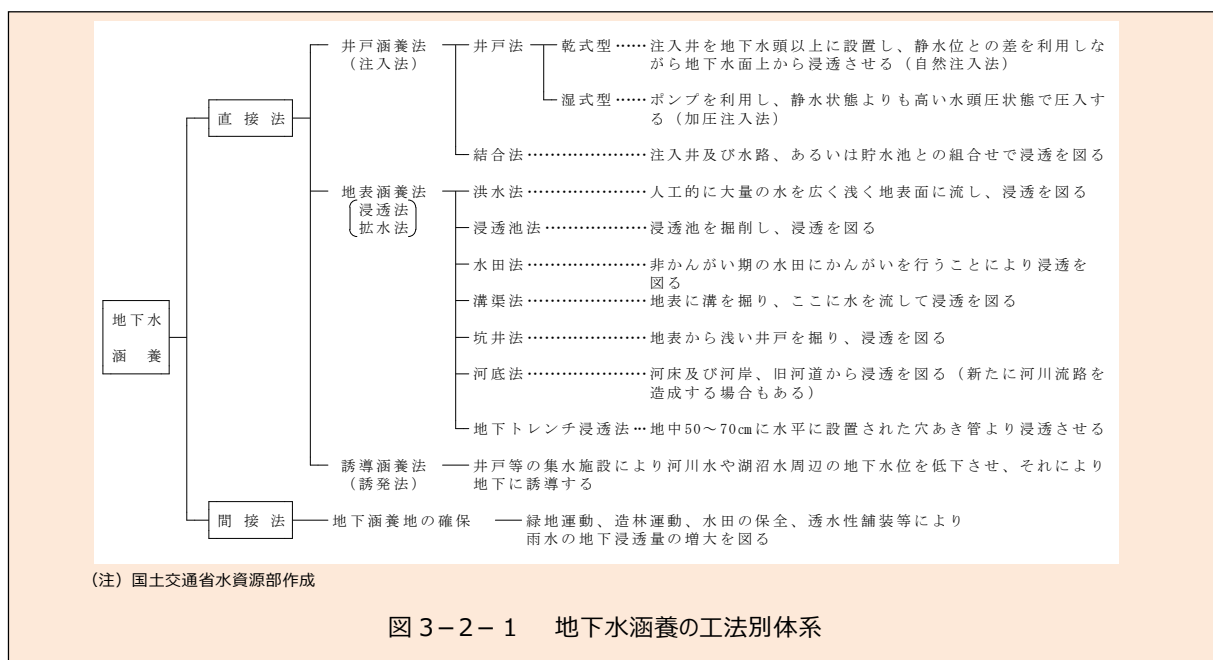 井戸涵養法
(注入法)
井戸法
乾式型……注入井を地下水頭以上に設置し、静水位との差を利用しな
がら地下水面上から浸透させる(自然注入法)
湿式型……ポンプを利用し、静水状態よりも高い水頭圧状態で圧入す
る(加圧注入法)
直接法
結合法…………………注入井及び水路、あるいは貯水池との組合せで浸透を図る
地表涵養法
浸透法
拡水法
洪水法…………………人工的に大量の水を広く浅く地表面に流し、浸透を図る
浸透池法………………浸透池を掘削し、浸透を図る
水田法…………………非かんがい期の水田にかんがいを行うことにより浸透を
図る
溝渠法…………………地表に溝を掘り、ここに水を流して浸透を図る
地下水
涵養
坑井法…………………地表から浅い井戸を掘り、浸透を図る
河底法…………………河床及び河岸、旧河道から浸透を図る(新たに河川流路を
造成する場合もある)
地下トレンチ浸透法…地中50~70㎝に水平に設置された穴あき管より浸透させる
誘導涵養法
(誘発法)
井戸等の集水施設により河川水や湖沼水周辺の地下水位を低下させ、それにより
地下に誘導する
間接法
地下涵養地の確保
緑地運動、造林運動、水田の保全、透水性舗装等により
雨水の地下浸透量の増大を図る
(注)国土交通省水資源部作成
図3-2-1 地下水涵養の工法別体系